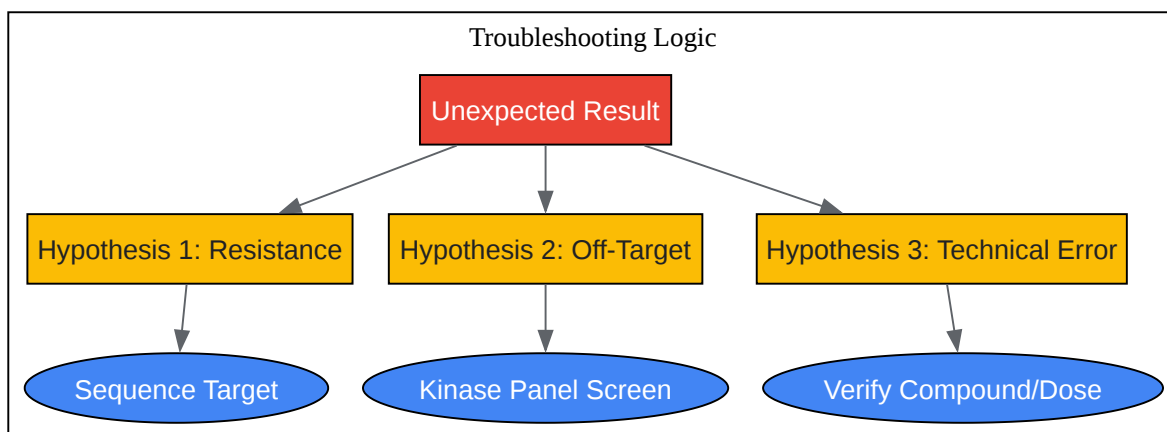 Troubleshooting Logic
Unexpected Result
Hypothesis 1: Resistance
Hypothesis 2: Off-Target
Hypothesis 3: Technical Error
Sequence Target
Kinase Panel Screen
Verify Compound/Dose